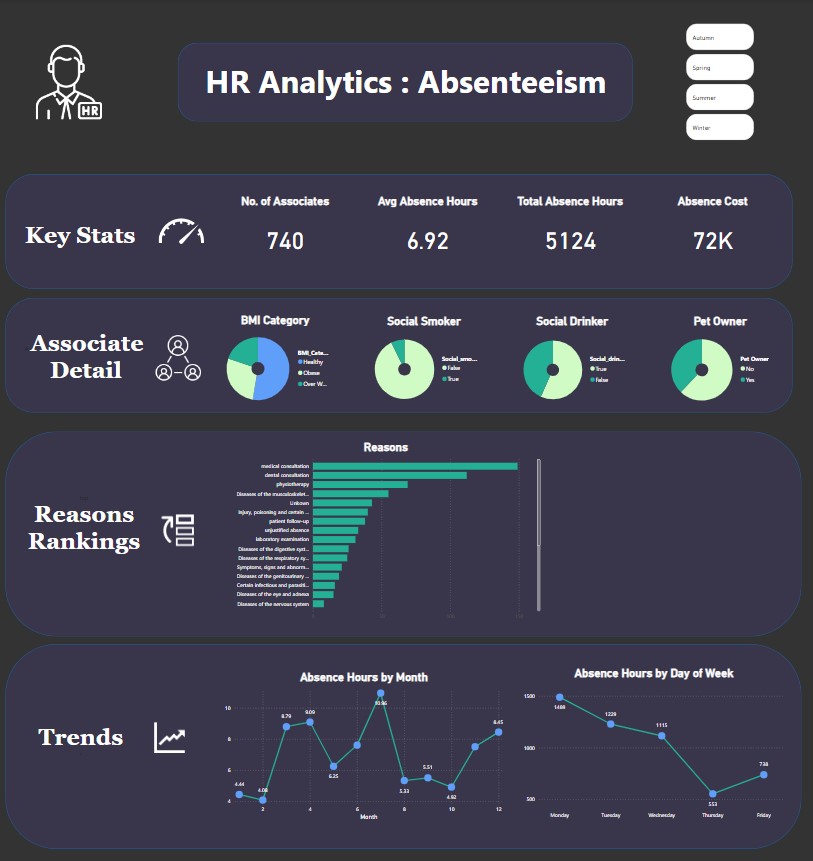 HR
HR Analytics : Absenteeism
Autumn
Spring
Summer
Winter
Key Stats
No. of Associates
740
Avg Absence Hours
6.92
Total Absence Hours
5124
Absence Cost
72K
Associate
Detail
BMI Category
BMI_Cate...
Healthy
Obese
Over W...
Social Smoker
Social_smo...
False
True
Social Drinker
Social_drin...
True
False
Pet Owner
Pet Owner
No
Yes
Reasons
Rankings
Reasons
medical consultation
dental consultation
physiotherapy
Diseases of the musculoskelet...
Unkown
Injury, poisoning and certain ...
patient follow-up
unjustified absence
laboratory examination
Diseases of the digestive syst...
Diseases of the respiratory sy...
Symptoms, signs and abnorm...
Diseases of the genitourinary ...
Certain infectious and parasiti...
Diseases of the eye and adnexa
Diseases of the nervous system
Trends
Absence Hours by Month
10
8
6
4
4.44
4.08
8.79
9.09
6.25
10.96
5.33
5.51
4.92
8.45
2
4
6
8
10
12
Month
Absence Hours by Day of Week
1500
1000
500
1489
1229
1115
553
738
Monday
Tuesday
Wednesday
Thursday
Friday